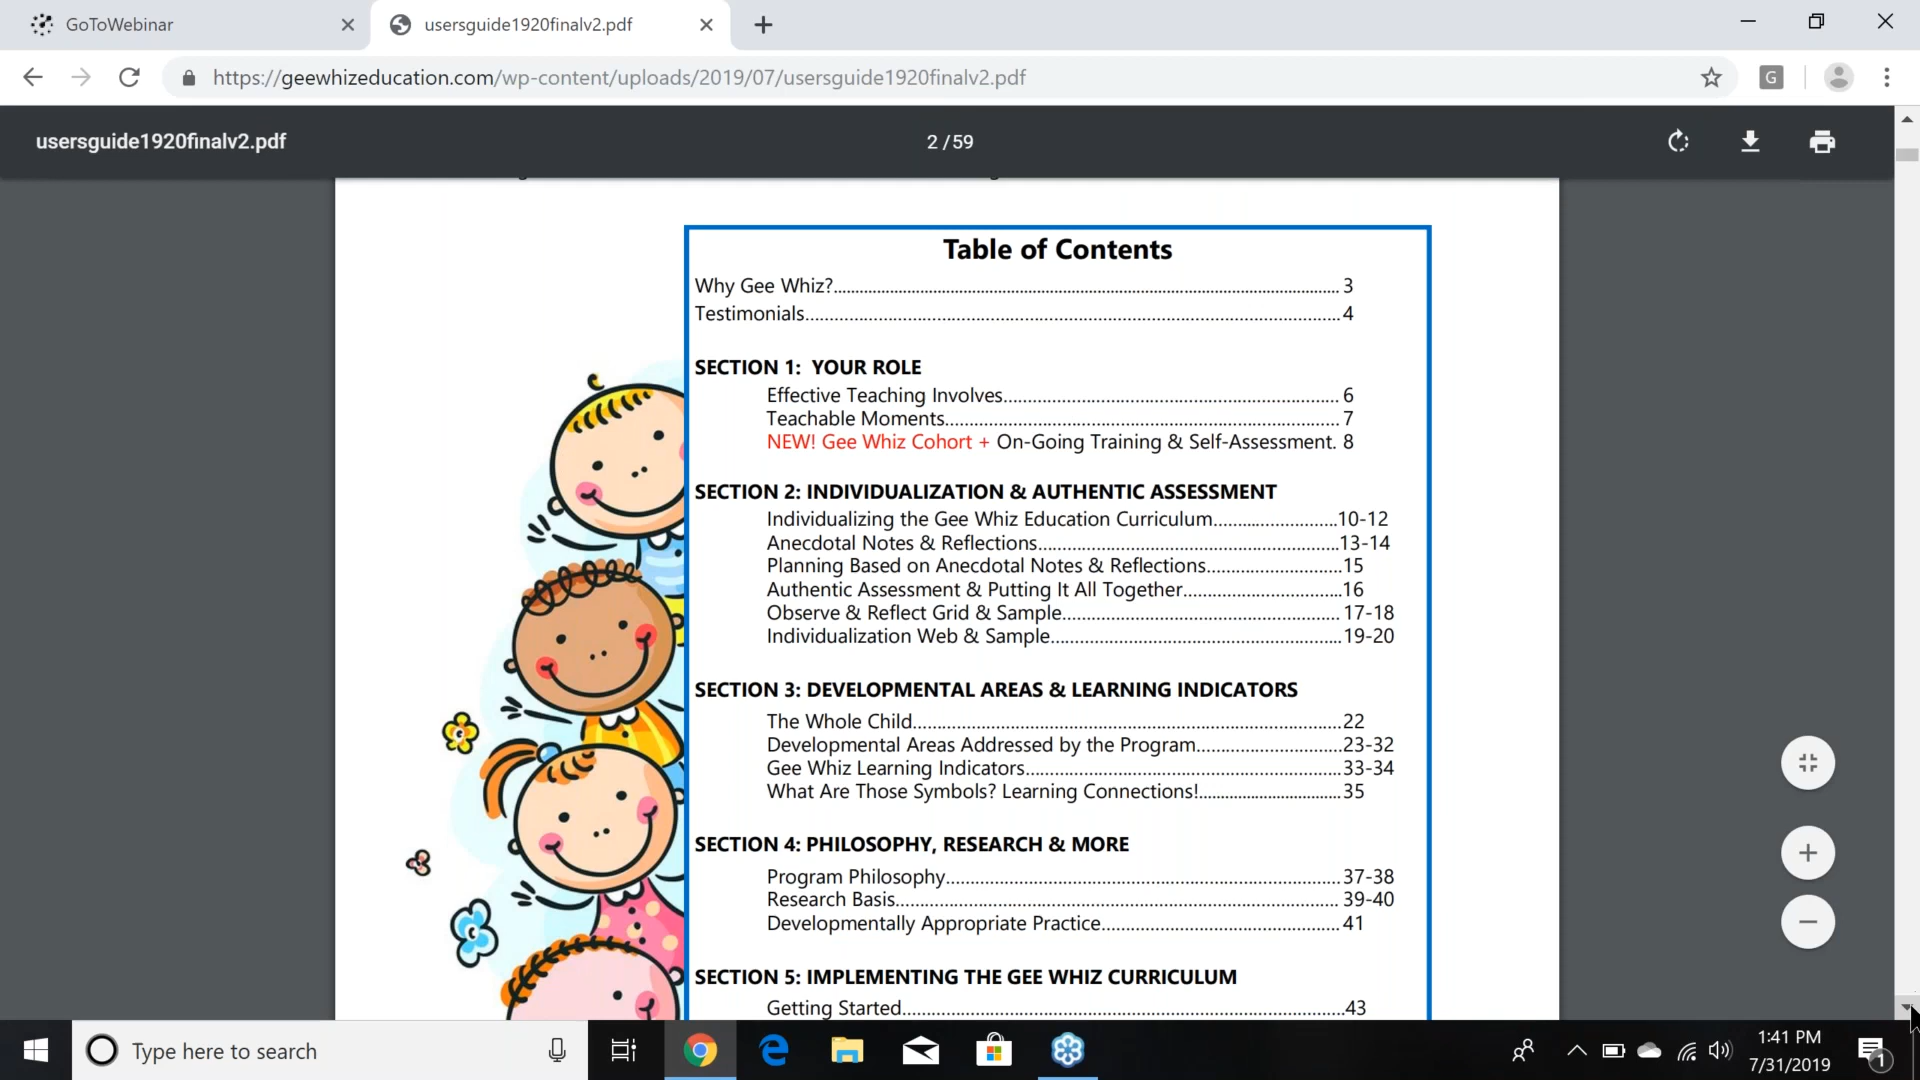 GoToWebinar
usersguide1920finalv2.pdf
https://geewhizeducation.com/wp-content/uploads/2019/07/usersguide1920finalv2.pdf
G
usersguide1920finalv2.pdf
2 / 59
Table of Contents
Why Gee Whiz?.......... 3
Testimonials.......... 4
SECTION 1: YOUR ROLE
Effective Teaching Involves.......... 6
Teachable Moments.......... 7
NEW! Gee Whiz Cohort + On-Going Training & Self-Assessment. 8
SECTION 2: INDIVIDUALIZATION & AUTHENTIC ASSESSMENT
Individualizing the Gee Whiz Education Curriculum..........10-12
Anecdotal Notes & Reflections..........13-14
Planning Based on Anecdotal Notes & Reflections..........15
Authentic Assessment & Putting It All Together..........16
Observe & Reflect Grid & Sample.......... 17-18
Individualization Web & Sample..........19-20
SECTION 3: DEVELOPMENTAL AREAS & LEARNING INDICATORS
The Whole Child..........22
Developmental Areas Addressed by the Program..........23-32
Gee Whiz Learning Indicators..........33-34
What Are Those Symbols? Learning Connections!..........35
SECTION 4: PHILOSOPHY, RESEARCH & MORE
Program Philosophy..........37-38
Research Basis.......... 39-40
Developmentally Appropriate Practice..........41
SECTION 5: IMPLEMENTING THE GEE WHIZ CURRICULUM
Getting Started..........43
Type here to search
1:41 PM
7/31/2019
1